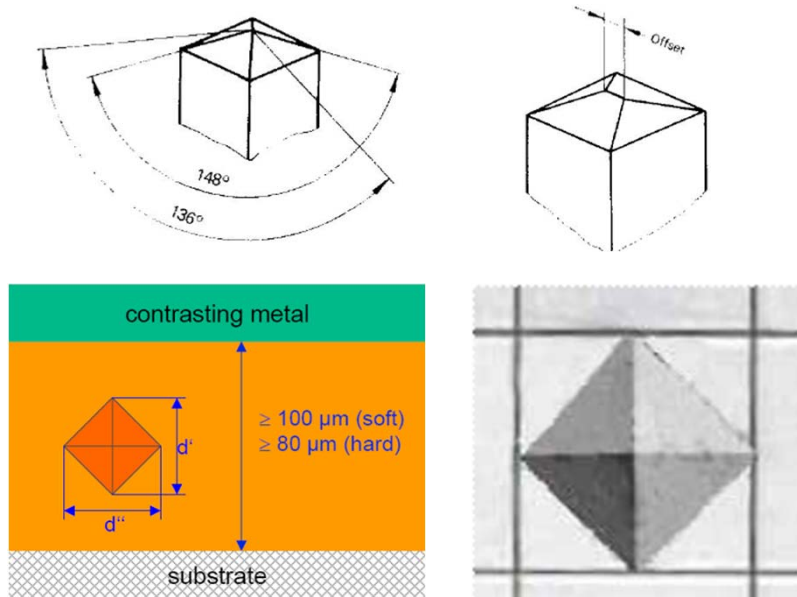 148°
136°
Offset
contrasting metal
≥ 100 µm (soft)
≥ 80 µm (hard)
d‘
d“
substrate